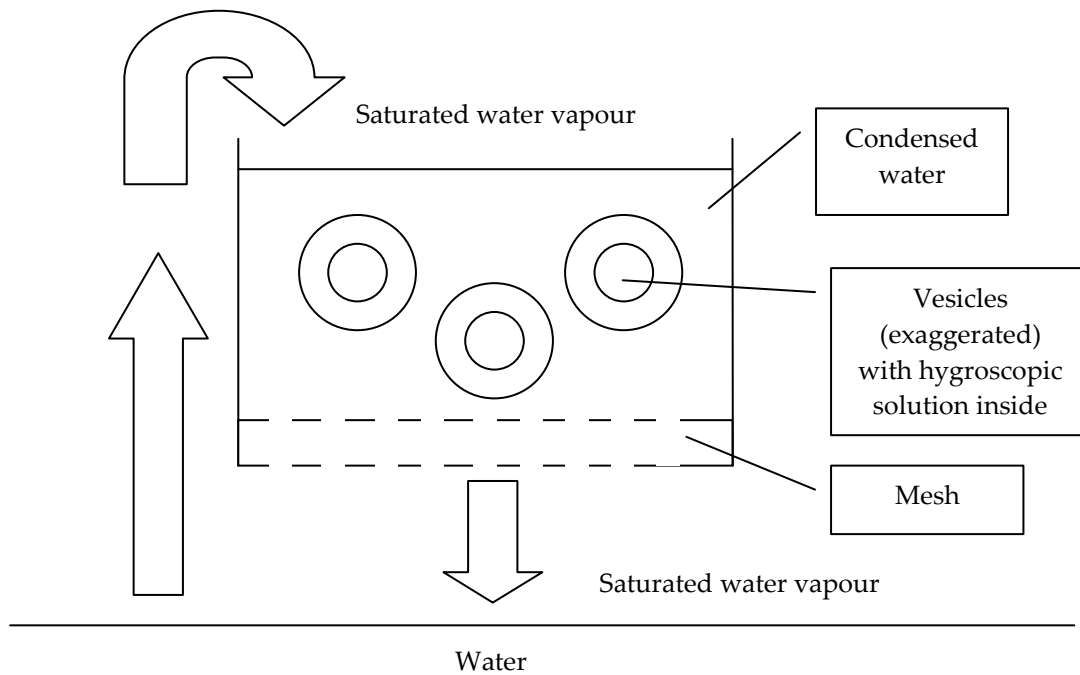 Saturated water vapour
Condensed
water
Vesicles
(exaggerated)
with hygroscopic
solution inside
Mesh
Saturated water vapour
Water